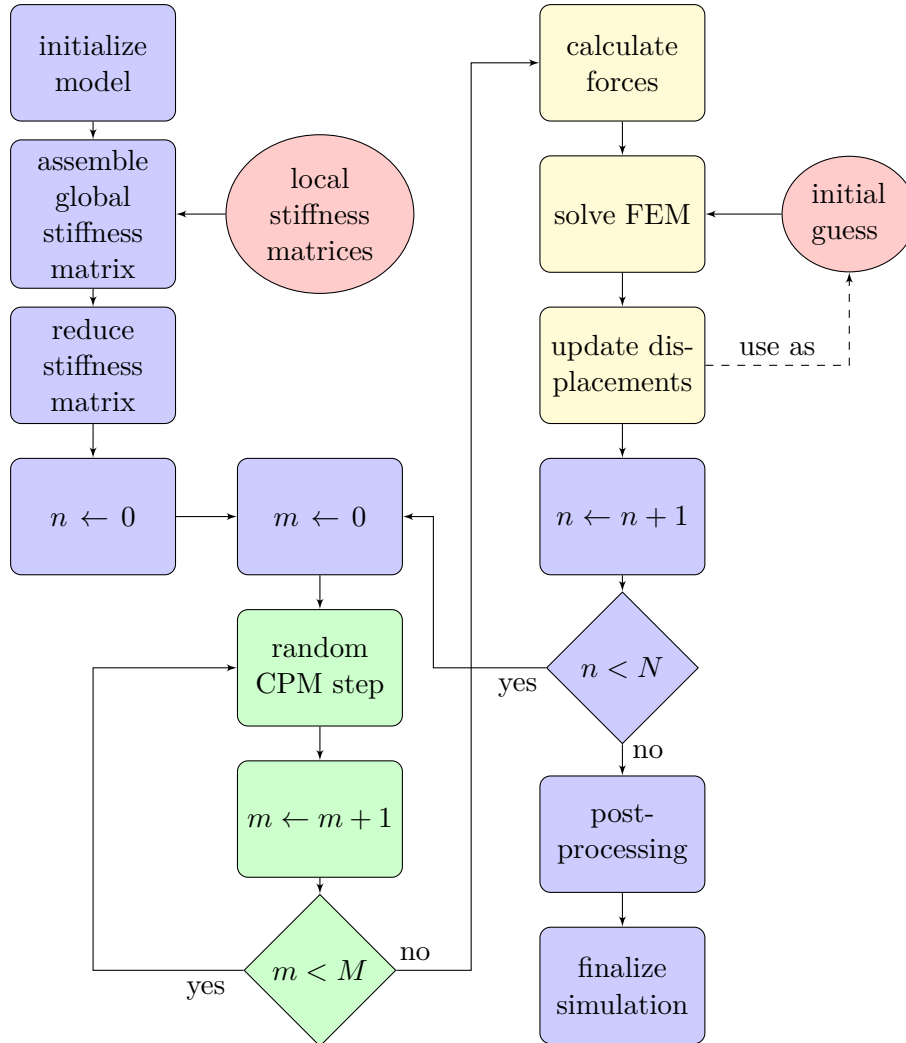 initialize
model
assemble
global
stiffness
matrix
local
stiffness
matrices
reduce
stiffness
matrix
n ← 0
m ← 0
random
CPM step
m ← m + 1
m < M
yes
no
calculate
forces
solve FEM
initial
guess
update dis-
placements
use as
n ← n + 1
n < N
yes
no
post-
processing
finalize
simulation